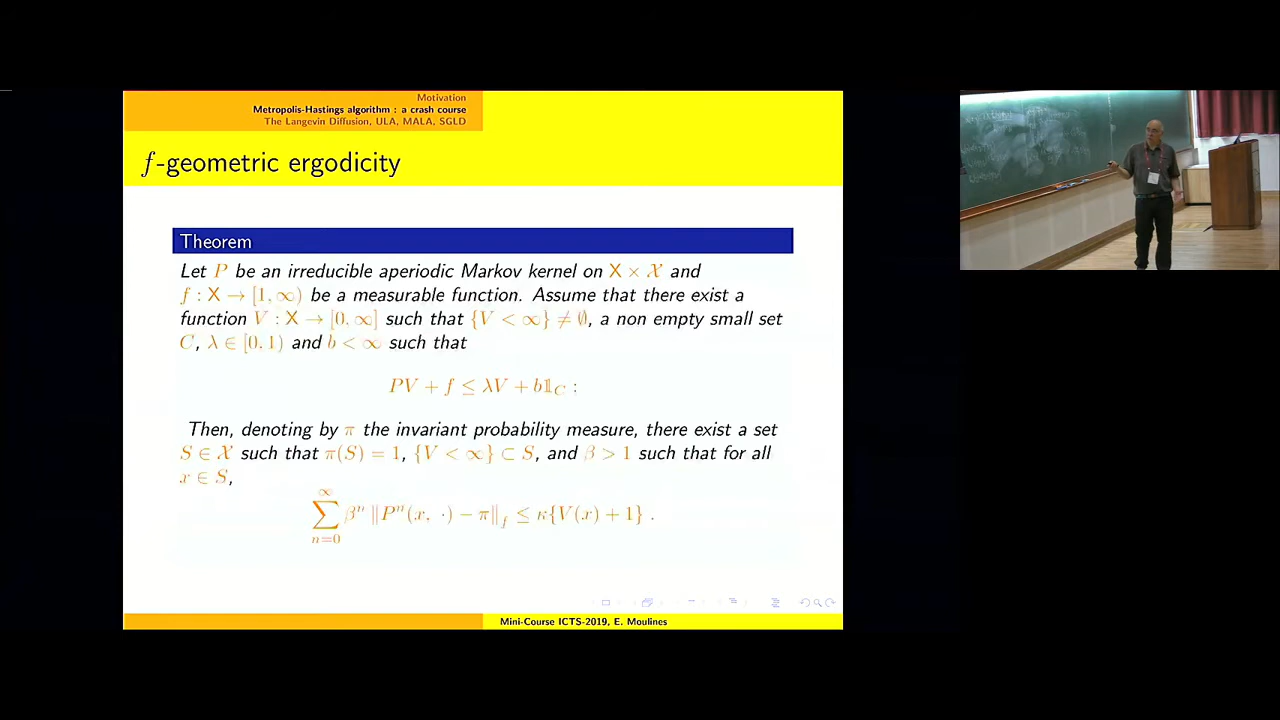 Motivation
Metropolis-Hastings algorithm : a crash course
The Langevin Diffusion, ULA, MALA, SGLD
f-geometric ergodicity
Theorem
Let P be an irreducible aperiodic Markov kernel on X × 𝒳 and
f : X → [1, ∞) be a measurable function. Assume that there exist a
function V : X → [0, ∞] such that {V < ∞} ≠ ∅, a non empty small set
C, λ ∈ [0, 1) and b < ∞ such that
PV + f ≤ λV + b𝟙_C :
Then, denoting by π the invariant probability measure, there exist a set
S ∈ 𝒳 such that π(S) = 1, {V < ∞} ⊂ S, and β > 1 such that for all
x ∈ S,
∑_{n=0}^{∞} β^n ‖P^n(x, ·) − π‖_f ≤ κ{V(x) + 1} .
Mini-Course ICTS-2019, E. Moulines